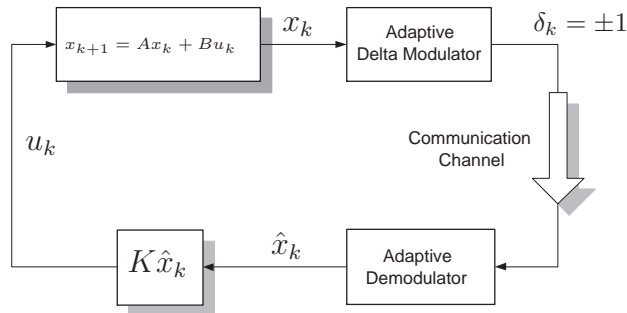 x_{k+1} = Ax_k + Bu_k
x_k
Adaptive
Delta Modulator
δ_k = ±1
Communication
Channel
u_k
Kx̂_k
x̂_k
Adaptive
Demodulator